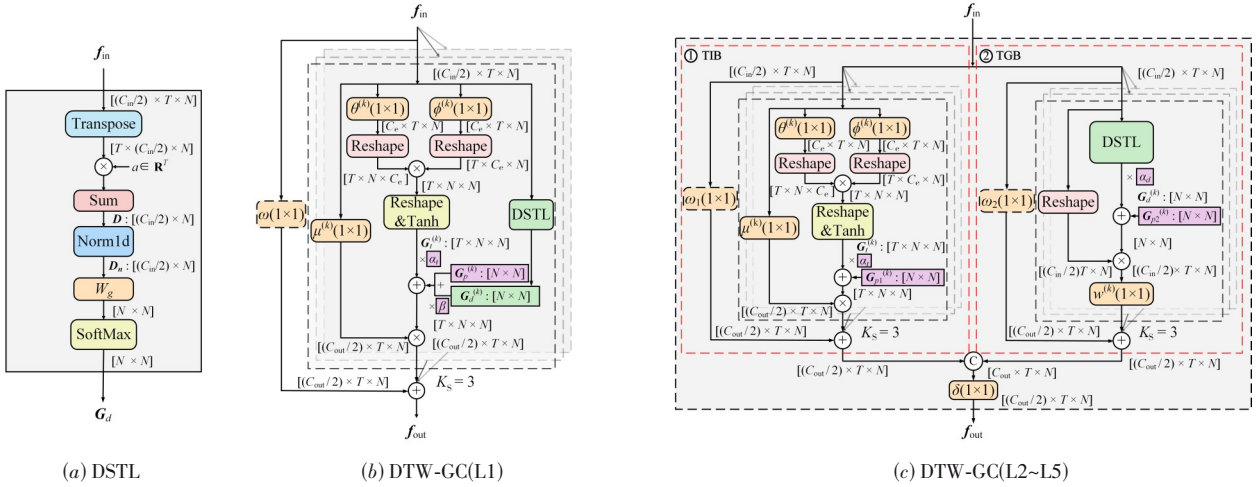 f_in
[(C_in/2) × T × N]
Transpose
[T × (C_in/2) × N]
× a ∈ R^T
Sum
D : [(C_in/2) × N]
Norm1d
D_n : [(C_in/2) × N]
W_g
[N × N]
SoftMax
[N × N]
G_d
(a) DSTL
f_in
[(C_in/2) × T × N]
θ^(k)(1×1) ϕ^(k)(1×1)
[C_e × T × N] [C_e × T × N]
Reshape Reshape
×
[T × N × C_e] [T × C_e × N]
[T × N × N]
ω(1×1) μ^(k)(1×1) Reshape &Tanh DSTL
G_t^(k) : [T × N × N]
× α_t
+ G_p^(k) : [N × N]
+
× β G_d^(k) : [N × N]
[T × N × N]
×
[(C_out/2) × T × N] [(C_out/2) × T × N]
+ K_S = 3
f_out
(b) DTW-GC(L1)
f_in
① TIB ② TGB
[(C_in/2) × T × N] [(C_in/2) × T × N]
θ^(k)(1×1) ϕ^(k)(1×1)
[C_e × T × N] [C_e × T × N]
Reshape Reshape
×
[T × N × C_e] [T × C_e × N]
[T × N × N]
ω_1(1×1) μ^(k)(1×1) Reshape &Tanh
G_t^(k) : [T × N × N]
× α_t
+ G_p1^(k) : [N × N]
[T × N × N]
×
[(C_out/2) × T × N]
+ K_S = 3
[(C_out/2) × T × N]
DSTL
× α_d
ω_2(1×1) Reshape G_d^(k) : [N × N]
+ G_p2^(k) : [N × N]
[N × N]
×
[(C_in/2)T × N] [(C_in/2) × T × N]
w^(k)(1×1)
[(C_out/2) × T × N]
+ K_S = 3
[(C_out/2) × T × N]
C
[C_out × T × N]
δ(1×1)
[(C_out/2) × T × N]
f_out
(c) DTW-GC(L2~L5)